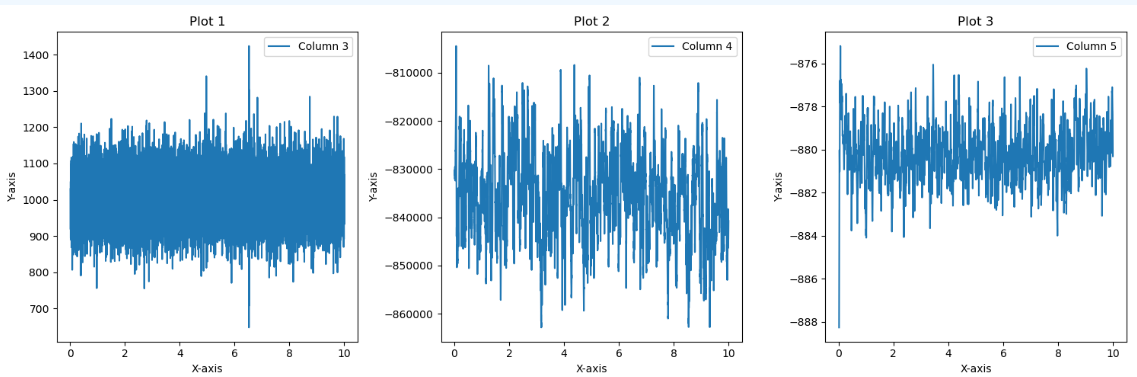 Plot 1
Column 3
1400
1300
1200
1100
1000
900
800
700
Y-axis
0 2 4 6 8 10
X-axis
Plot 2
Column 4
−810000
−820000
−830000
−840000
−850000
−860000
Y-axis
0 2 4 6 8 10
X-axis
Plot 3
Column 5
−876
−878
−880
−882
−884
−886
−888
Y-axis
0 2 4 6 8 10
X-axis